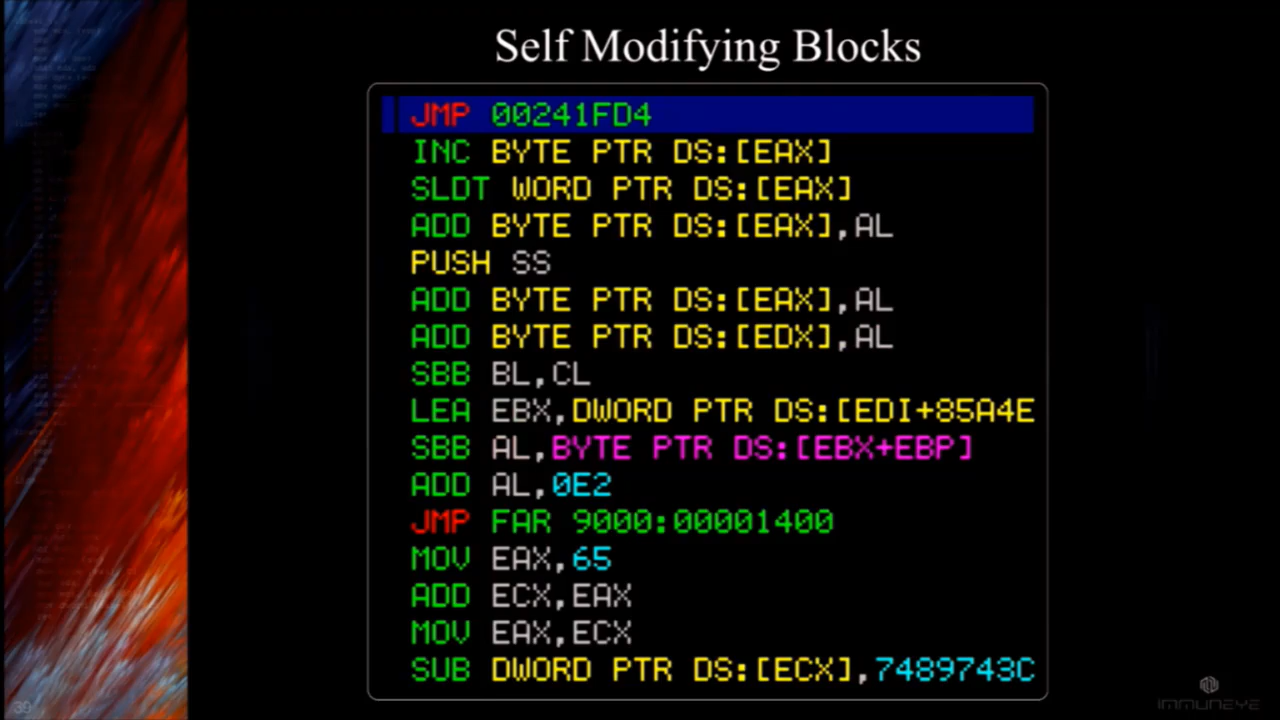 Self Modifying Blocks
JMP 00241FD4
INC BYTE PTR DS:[EAX]
SLDT WORD PTR DS:[EAX]
ADD BYTE PTR DS:[EAX],AL
PUSH SS
ADD BYTE PTR DS:[EAX],AL
ADD BYTE PTR DS:[EDX],AL
SBB BL,CL
LEA EBX,DWORD PTR DS:[EDI+85A4E
SBB AL,BYTE PTR DS:[EBX+EBP]
ADD AL,0E2
JMP FAR 9000:00001400
MOV EAX,65
ADD ECX,EAX
MOV EAX,ECX
SUB DWORD PTR DS:[ECX],7489743C
39
IMMUNEYE